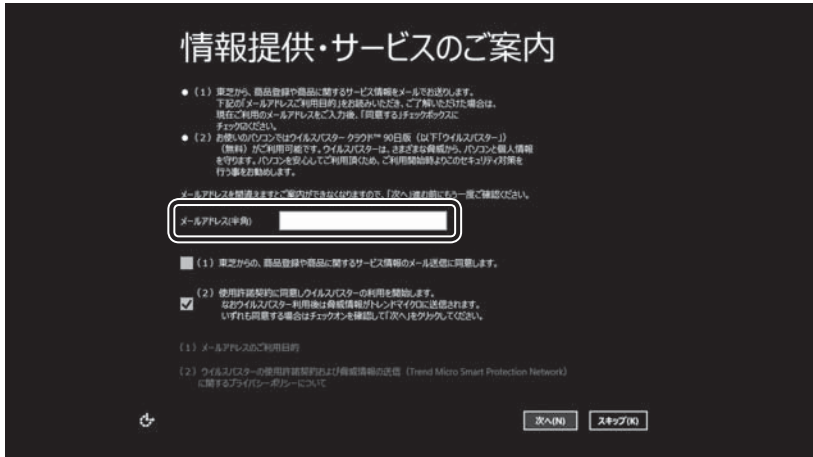 情報提供・サービスのご案内
● (1) 東芝から、商品登録や商品に関するサービス情報をメールでお送りします。
下記の「メールアドレスご利用目的」をお読みいただき、ご了解いただけた場合は、
現在ご利用のメールアドレスをご入力後、「同意する」チェックボックスに
チェックください。
● (2) お使いのパソコンではウイルスバスター クラウド™ 90日版 (以下「ウイルスバスター」)
(無料) がご利用可能です。ウイルスバスターは、さまざまな脅威から、パソコンと個人情報
を守ります。パソコンを安心してご利用頂くため、ご利用開始時よりこのセキュリティ対策を
行う事をお勧めします。
メールアドレスを間違えますとご案内ができなくなりますので、「次へ」進む前にもう一度ご確認ください。
メールアドレス(半角)
(1) 東芝からの、商品登録や商品に関するサービス情報のメール送信に同意します。
(2) 使用許諾契約に同意しウイルスバスターの利用を開始します。
なおウイルスバスター利用後は脅威情報がトレンドマイクロに送信されます。
いずれも同意する場合はチェックオンを確認して「次へ」をクリックしてください。
(1) メールアドレスのご利用目的
(2) ウイルスバスターの使用許諾契約および脅威情報の送信 (Trend Micro Smart Protection Network)
に関するプライバシーポリシーについて
次へ(N) スキップ(K)